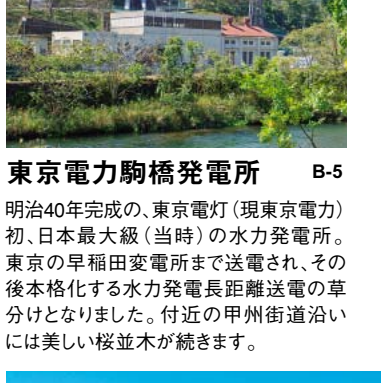 東京電力駒橋発電所 B-5
明治40年完成の、東京電灯（現東京電力）
初、日本最大級（当時）の水力発電所。
東京の早稲田変電所まで送電され、その
後本格化する水力発電長距離送電の草
分けとなりました。付近の甲州街道沿い
には美しい桜並木が続きます。